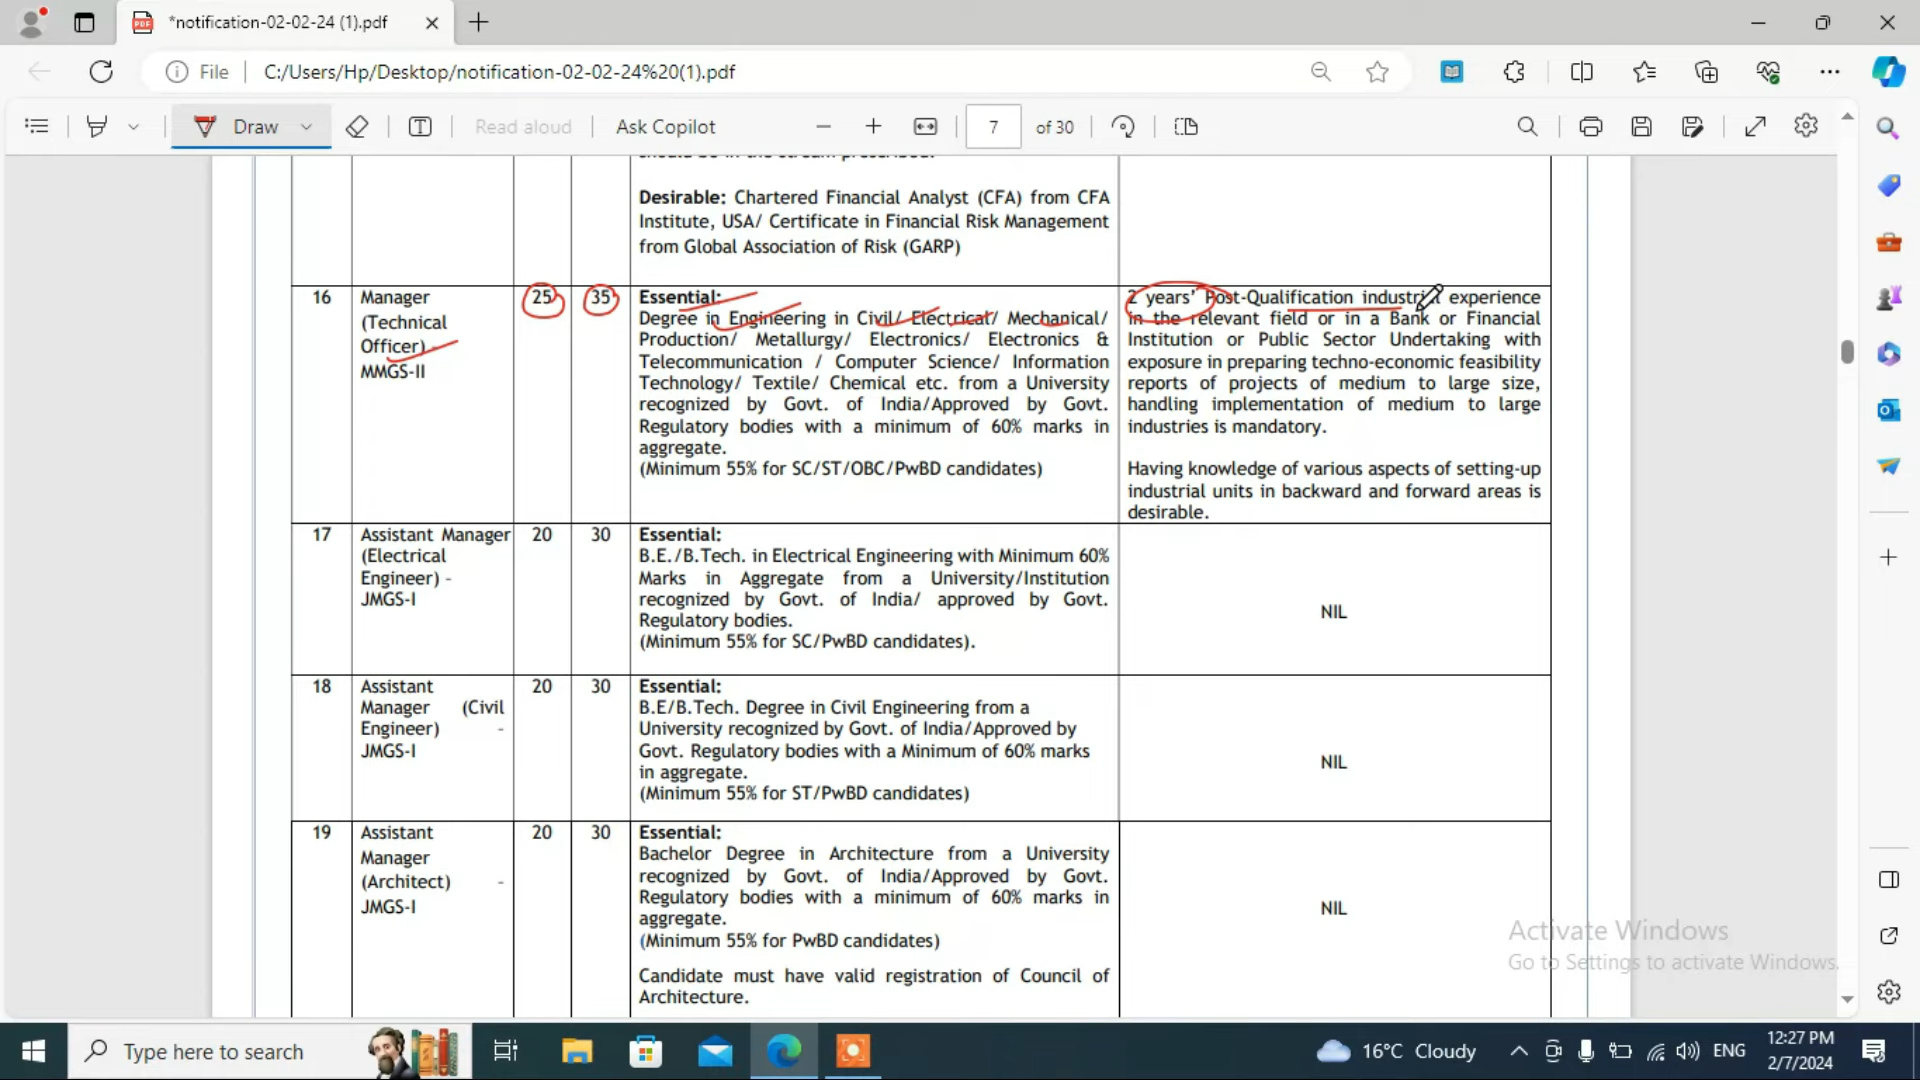 *notification-02-02-24 (1).pdf
File
C:/Users/Hp/Desktop/notification-02-02-24%20(1).pdf
Draw
Read aloud
Ask Copilot
7
of 30
Desirable: Chartered Financial Analyst (CFA) from CFA
Institute, USA/ Certificate in Financial Risk Management
from Global Association of Risk (GARP)
16
Manager
(Technical
Officer) -
MMGS-II
25
35
Essential:
Degree in Engineering in Civil/ Electrical/ Mechanical/
Production/ Metallurgy/ Electronics/ Electronics &
Telecommunication / Computer Science/ Information
Technology/ Textile/ Chemical etc. from a University
recognized by Govt. of India/Approved by Govt.
Regulatory bodies with a minimum of 60% marks in
aggregate.
(Minimum 55% for SC/ST/OBC/PwBD candidates)
2 years’ Post-Qualification industrial experience
in the relevant field or in a Bank or Financial
Institution or Public Sector Undertaking with
exposure in preparing techno-economic feasibility
reports of projects of medium to large size,
handling implementation of medium to large
industries is mandatory.
Having knowledge of various aspects of setting-up
industrial units in backward and forward areas is
desirable.
17
Assistant Manager
(Electrical
Engineer) -
JMGS-I
20
30
Essential:
B.E./B.Tech. in Electrical Engineering with Minimum 60%
Marks in Aggregate from a University/Institution
recognized by Govt. of India/ approved by Govt.
Regulatory bodies.
(Minimum 55% for SC/PwBD candidates).
NIL
18
Assistant
Manager (Civil
Engineer) -
JMGS-I
20
30
Essential:
B.E/B.Tech. Degree in Civil Engineering from a
University recognized by Govt. of India/Approved by
Govt. Regulatory bodies with a Minimum of 60% marks
in aggregate.
(Minimum 55% for ST/PwBD candidates)
NIL
19
Assistant
Manager
(Architect) -
JMGS-I
20
30
Essential:
Bachelor Degree in Architecture from a University
recognized by Govt. of India/Approved by Govt.
Regulatory bodies with a minimum of 60% marks in
aggregate.
(Minimum 55% for PwBD candidates)
Candidate must have valid registration of Council of
Architecture.
NIL
Activate Windows
Go to Settings to activate Windows.
Type here to search
16°C Cloudy
ENG
12:27 PM
2/7/2024